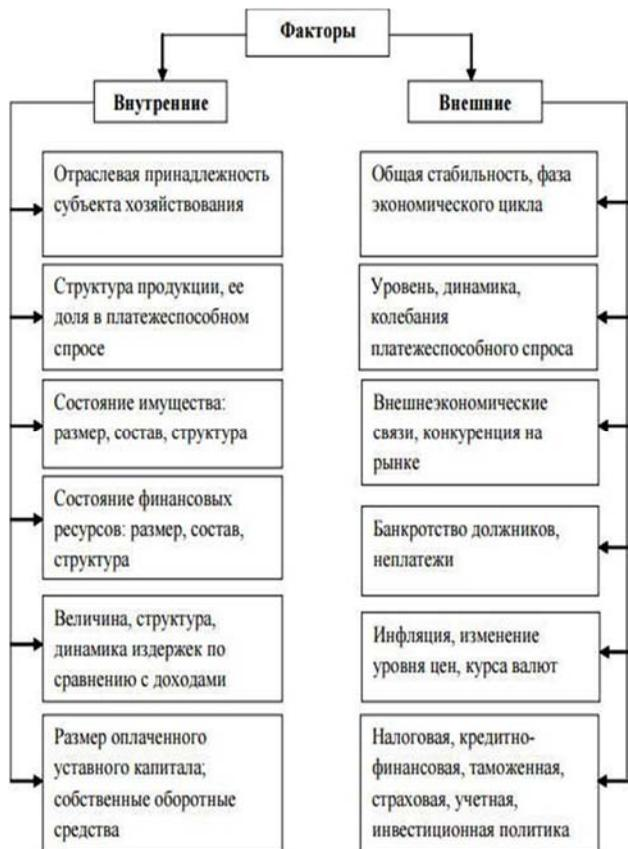 Факторы
Внутренние
Отраслевая принадлежность
субъекта хозяйствования
Структура продукции, ее
доля в платежеспособном
спросе
Состояние имущества:
размер, состав, структура
Состояние финансовых
ресурсов: размер, состав,
структура
Величина, структура,
динамика издержек по
сравнению с доходами
Размер оплаченного
уставного капитала;
собственные оборотные
средства
Внешние
Общая стабильность, фаза
экономического цикла
Уровень, динамика,
колебания
платежеспособного спроса
Внешнеэкономические
связи, конкуренция на
рынке
Банкротство должников,
неплатежи
Инфляция, изменение
уровня цен, курса валют
Налоговая, кредитно-
финансовая, таможенная,
страховая, учетная,
инвестиционная политика